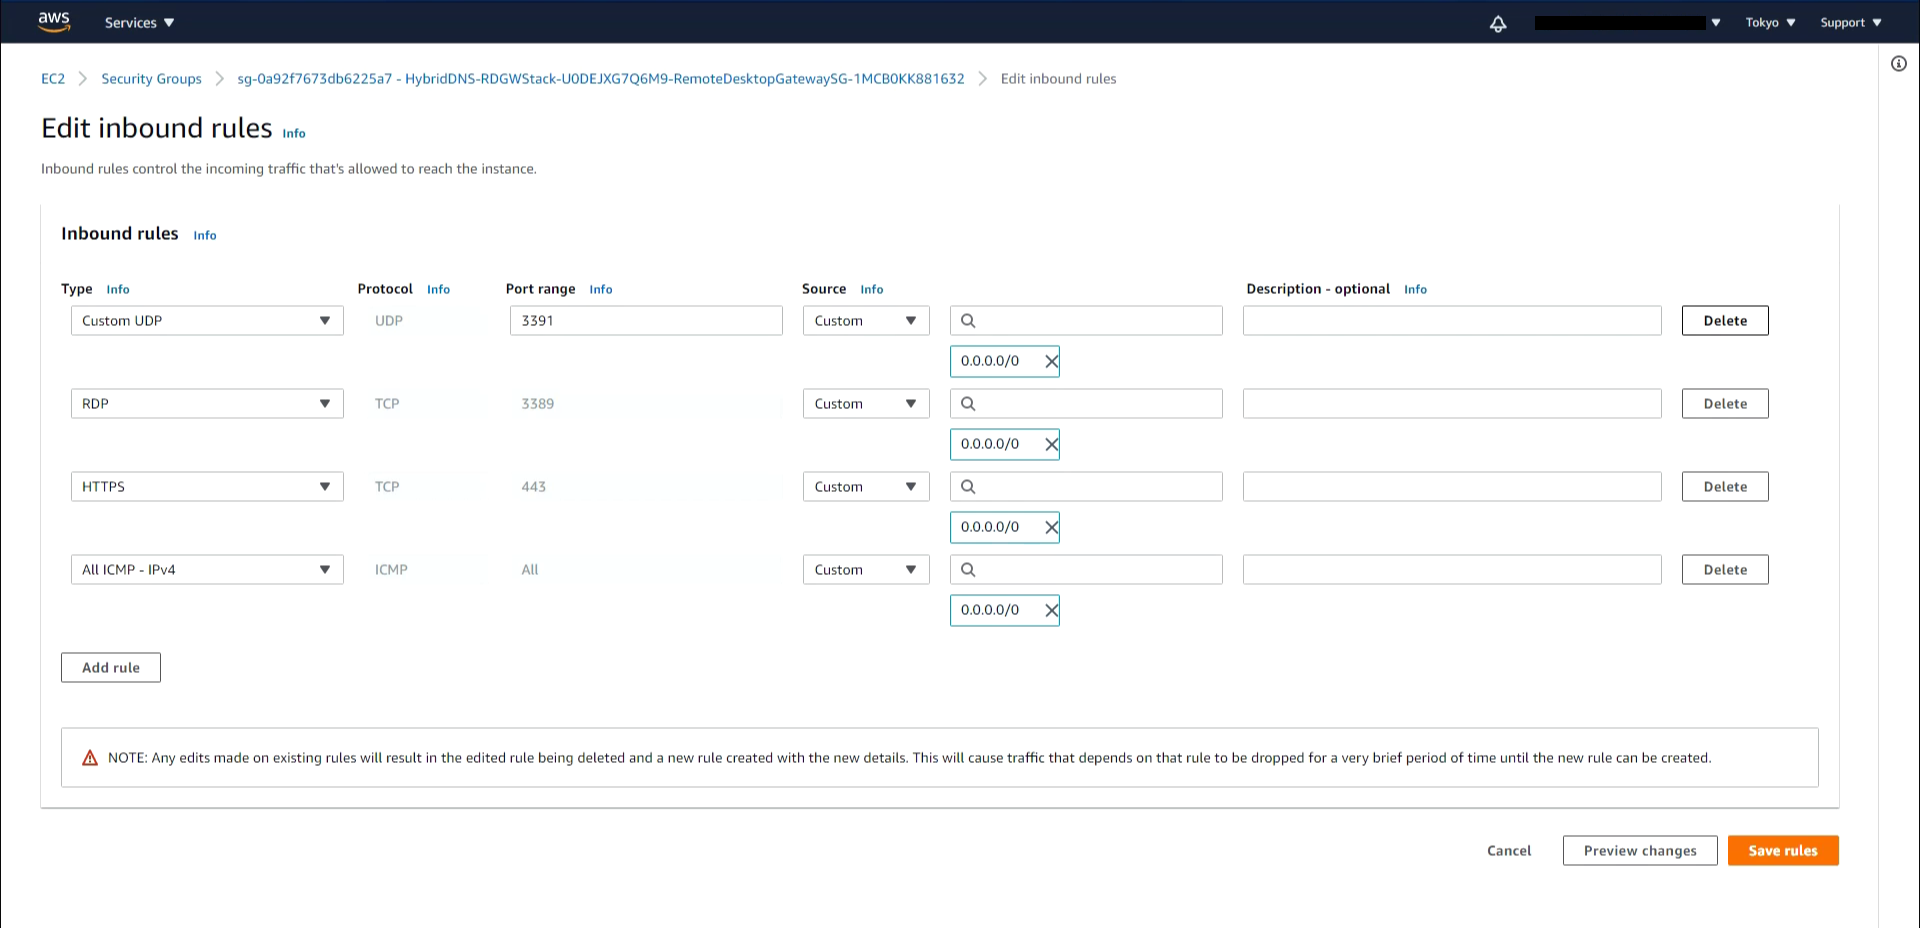 aws Services Tokyo Support
EC2 Security Groups sg-0a92f7673db6225a7 - HybridDNS-RDGWStack-U0DEJXG7Q6M9-RemoteDesktopGatewaySG-1MCB0KK881632 Edit inbound rules
Edit inbound rules Info
Inbound rules control the incoming traffic that's allowed to reach the instance.
Inbound rules Info
Type Info Protocol Info Port range Info Source Info Description - optional Info
Custom UDP UDP 3391 Custom Delete
0.0.0.0/0
RDP TCP 3389 Custom Delete
0.0.0.0/0
HTTPS TCP 443 Custom Delete
0.0.0.0/0
All ICMP - IPv4 ICMP All Custom Delete
0.0.0.0/0
Add rule
NOTE: Any edits made on existing rules will result in the edited rule being deleted and a new rule created with the new details. This will cause traffic that depends on that rule to be dropped for a very brief period of time until the new rule can be created.
Cancel Preview changes Save rules